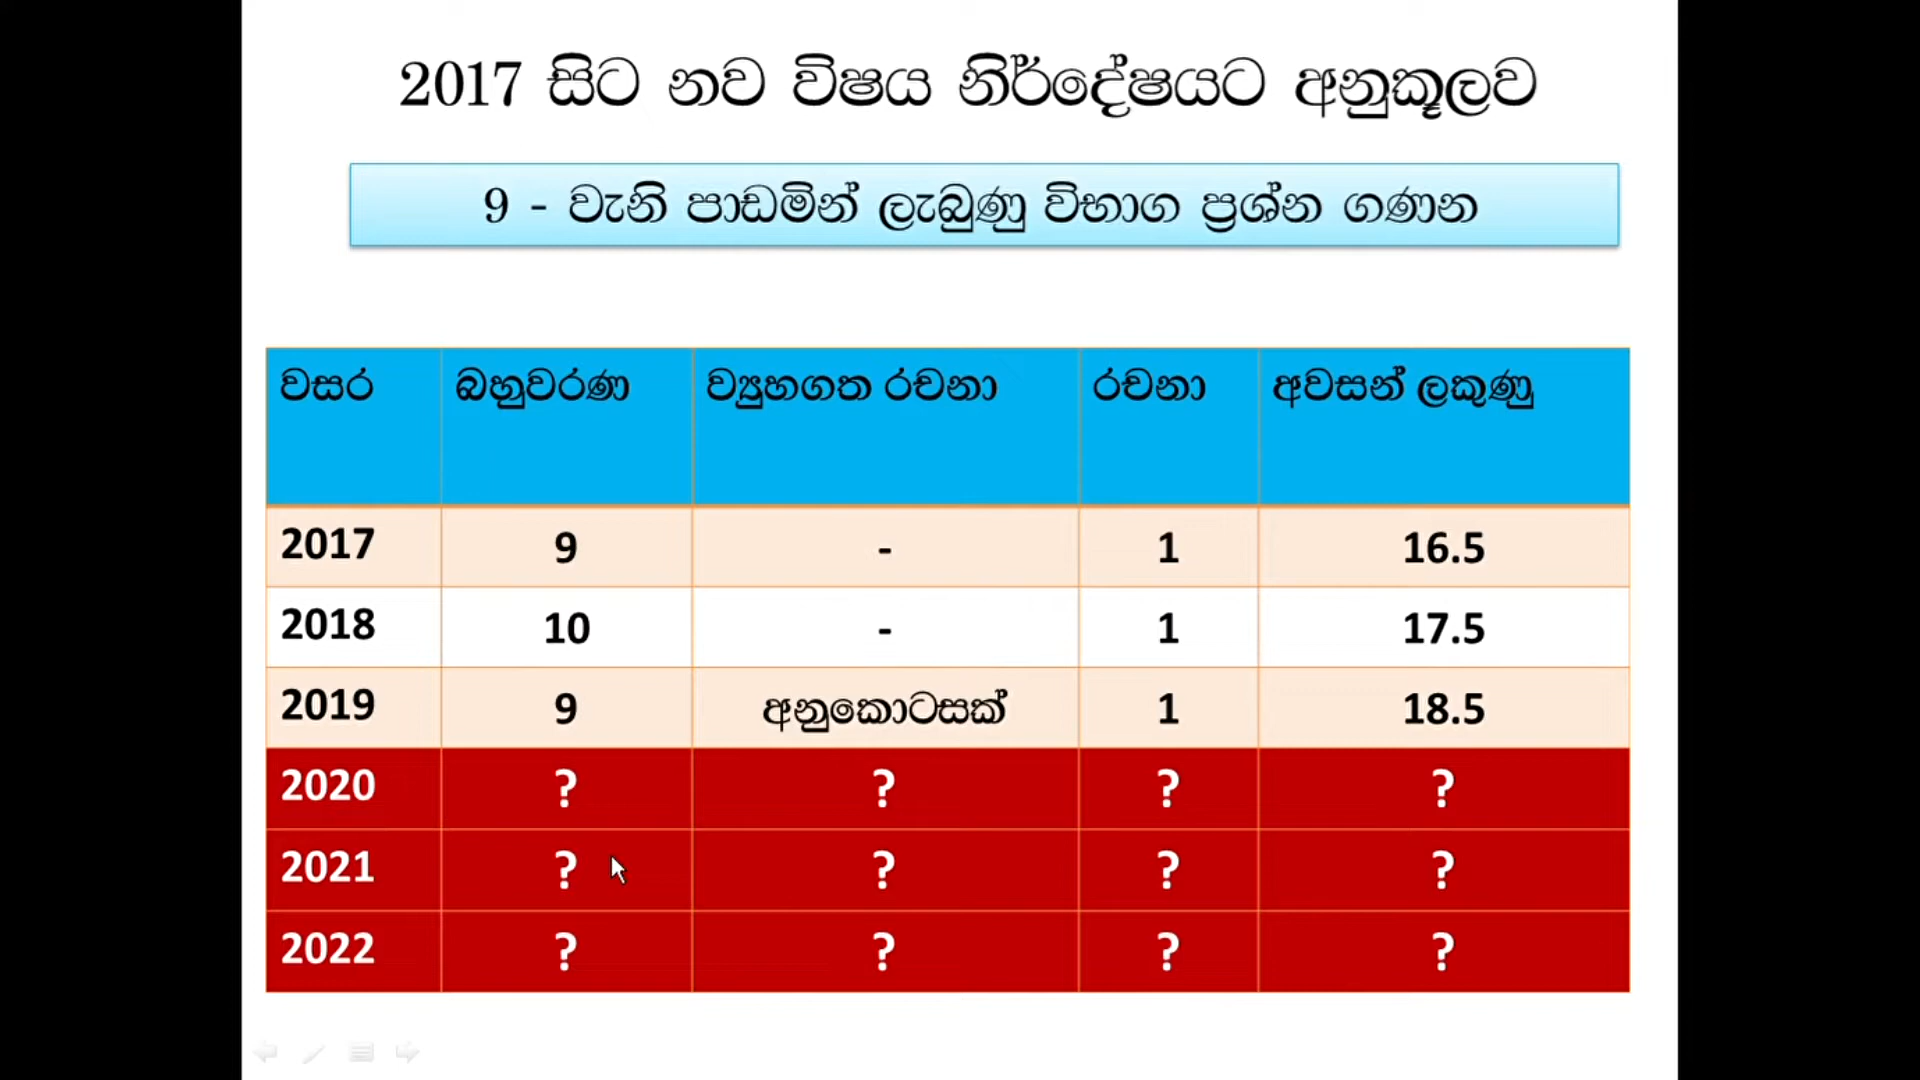 2017 සිට නව විෂය නිර්දේෂයට අනුකූලව
9 - වැනි පාඩමින් ලැබුණු විභාග ප්‍රශ්න ගණන
වසර බහුවරණ ව්‍යුහගත රචනා රචනා අවසන් ලකුණු
2017 9 - 1 16.5
2018 10 - 1 17.5
2019 9 අනුකොටසක් 1 18.5
2020 ? ? ? ?
2021 ? ? ? ?
2022 ? ? ? ?